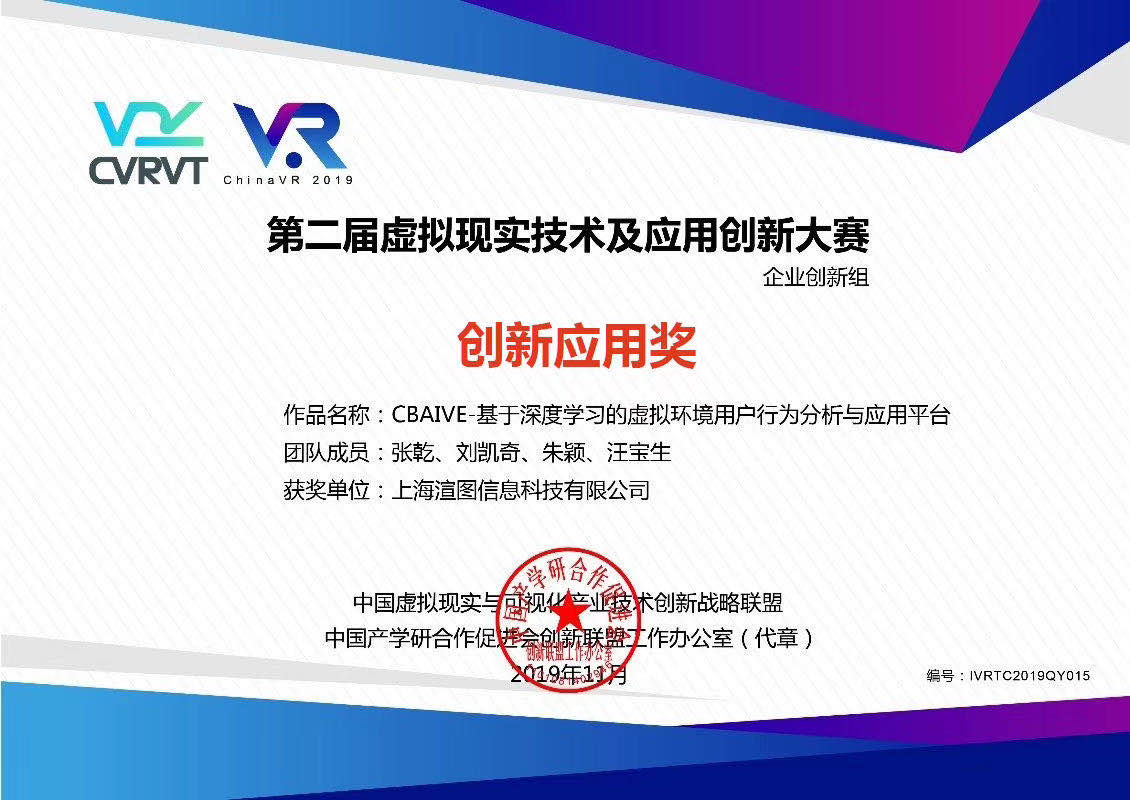 CVRVT
VR
ChinaVR 2019
第二届虚拟现实技术及应用创新大赛
企业创新组
创新应用奖
作品名称：CBAIVE-基于深度学习的虚拟环境用户行为分析与应用平台
团队成员：张乾、刘凯奇、朱颖、汪宝生
获奖单位：上海渲图信息科技有限公司
中国产学研合作促进会
中国虚拟现实与可视化产业技术创新战略联盟
中国产学研合作促进会创新联盟工作办公室（代章）
创新联盟工作办公室
2019年11月
编号：IVRTC2019QY015